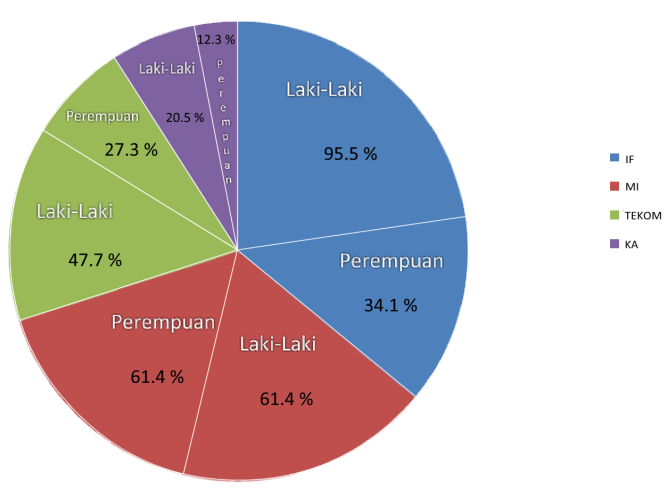 12.3 %
perempuan
Laki-Laki
20.5 %
Perempuan
27.3 %
Laki-Laki
47.7 %
Perempuan
61.4 %
Laki-Laki
61.4 %
Perempuan
34.1 %
Laki-Laki
95.5 %
IF
MI
TEKOM
KA